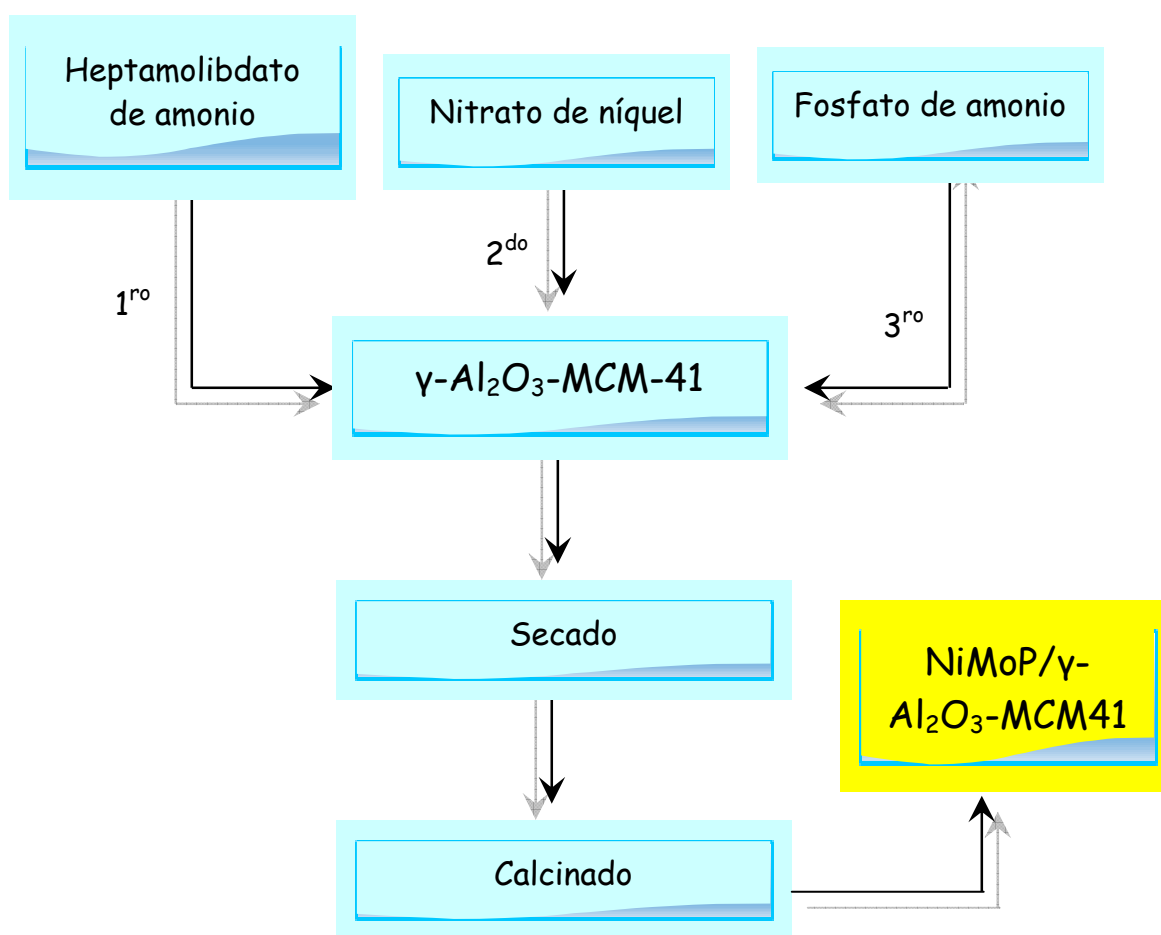 Heptamolibdato
de amonio
Nitrato de níquel
Fosfato de amonio
1ro
2do
3ro
γ-Al₂O₃-MCM-41
Secado
NiMoP/γ-
Al₂O₃-MCM41
Calcinado